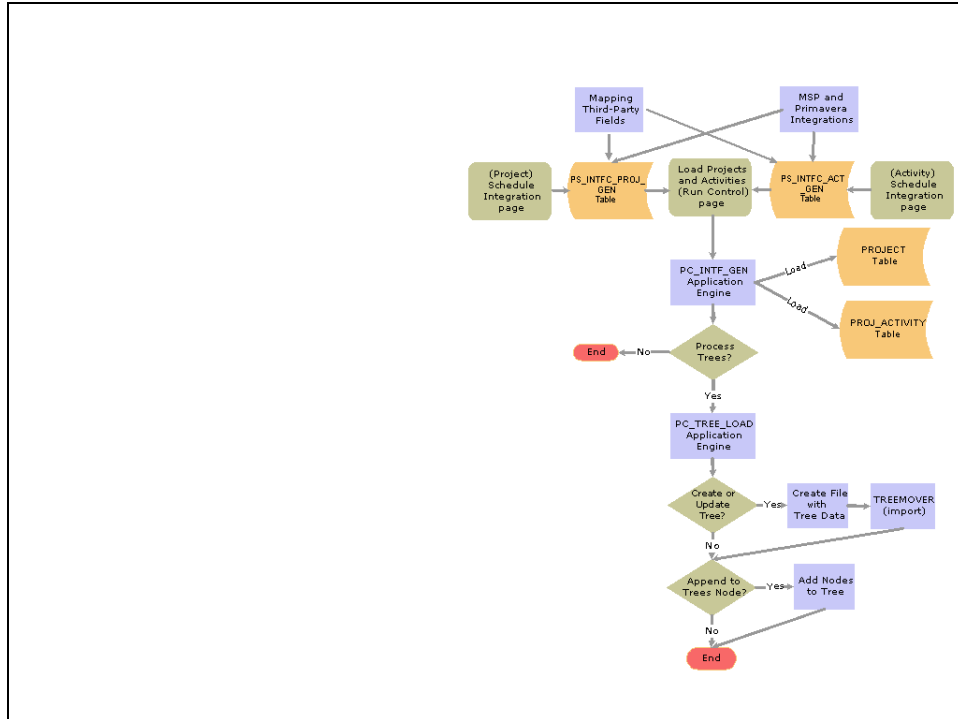 Mapping
Third-Party
Fields
MSP and
Primavera
Integrations
(Project)
Schedule
Integration
page
PS_INTFC_PROJ_
GEN
Table
Load Projects
and Activities
(Run Control)
page
PS_INTFC_ACT_
GEN
Table
(Activity)
Schedule
Integration
page
PC_INTF_GEN
Application
Engine
Load
PROJECT
Table
Load
PROJ_ACTIVITY
Table
Process
Trees?
No
End
Yes
PC_TREE_LOAD
Application
Engine
Create or
Update
Tree?
Yes
Create File
with
Tree Data
TREEMOVER
(import)
No
Append to
Trees Node?
Yes
Add Nodes
to Tree
No
End